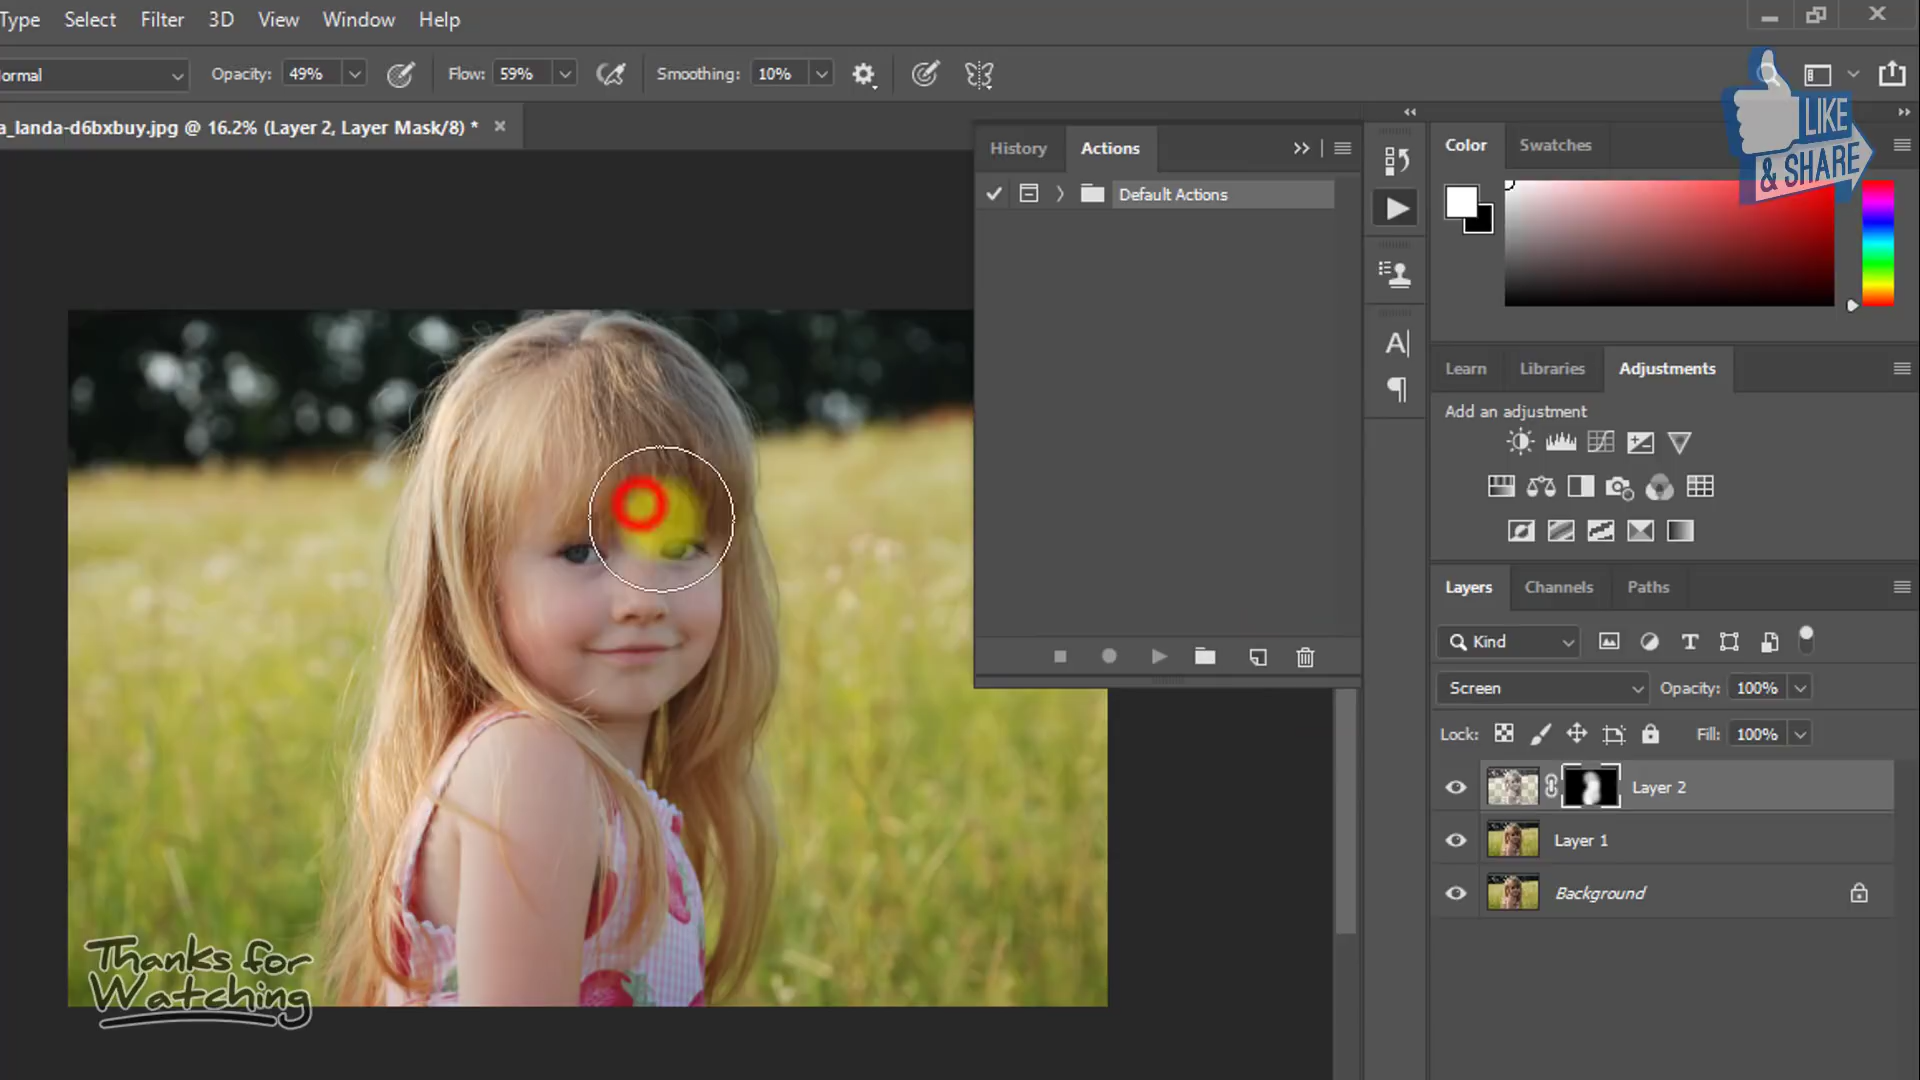 Type Select Filter 3D View Window Help
Opacity: 49% Flow: 59% Smoothing: 10%
a_landa-d6bxbuy.jpg @ 16.2% (Layer 2, Layer Mask/8) *
LIKE
& SHARE
History Actions
Default Actions
Color Swatches
Learn Libraries Adjustments
Add an adjustment
Layers Channels Paths
Kind
Screen Opacity: 100%
Lock: Fill: 100%
Layer 2
Layer 1
Background
Thanks for
Watching